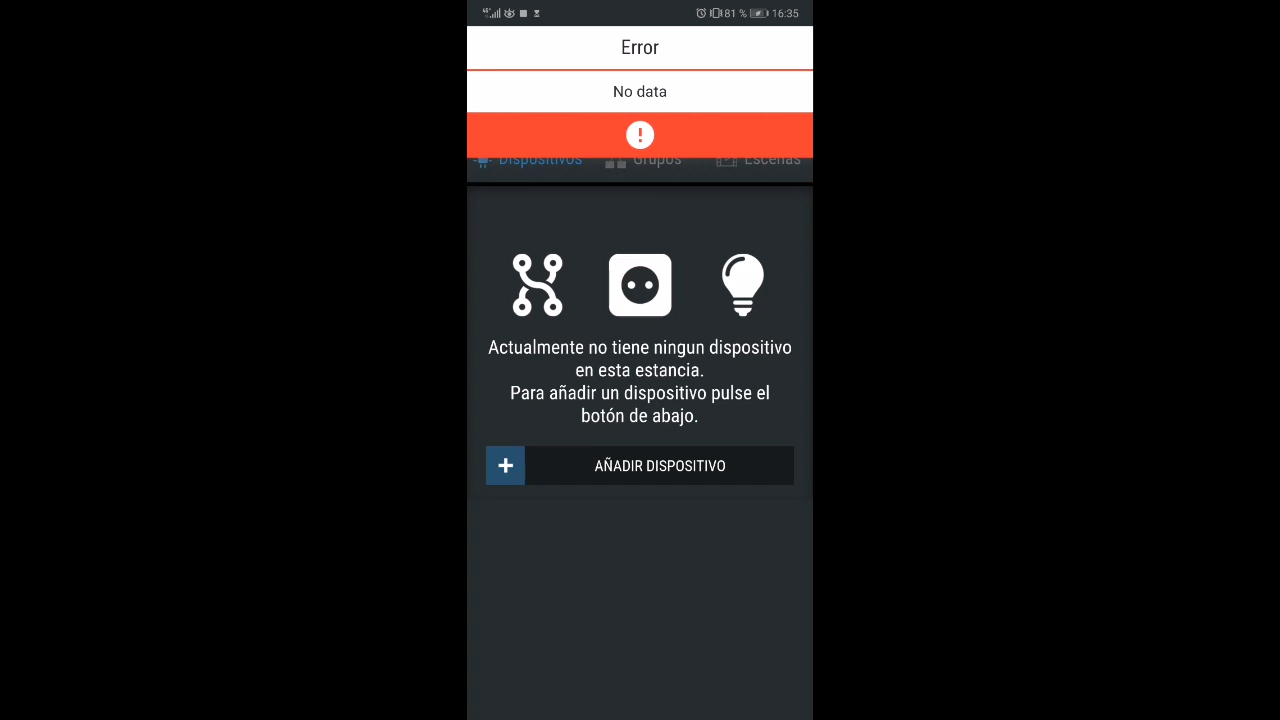 81 % 16:35
Error
No data
Dispositivos Grupos Escenas
Actualmente no tiene ningun dispositivo
en esta estancia.
Para añadir un dispositivo pulse el
botón de abajo.
AÑADIR DISPOSITIVO